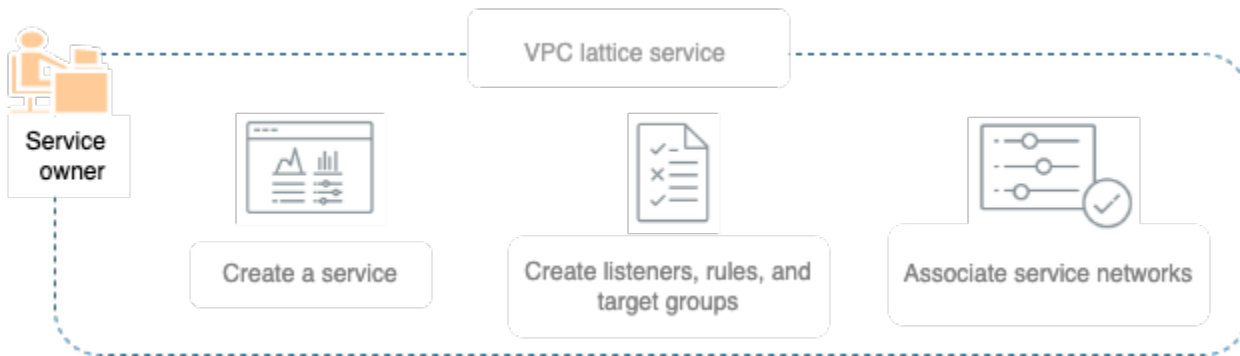 VPC lattice service
Service
owner
Create a service
Create listeners, rules, and
target groups
Associate service networks